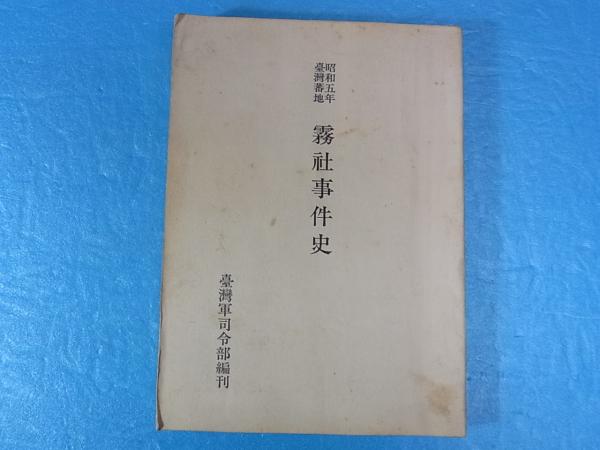 昭和五年
臺灣蕃地
霧社事件史
臺灣軍司令部編刊